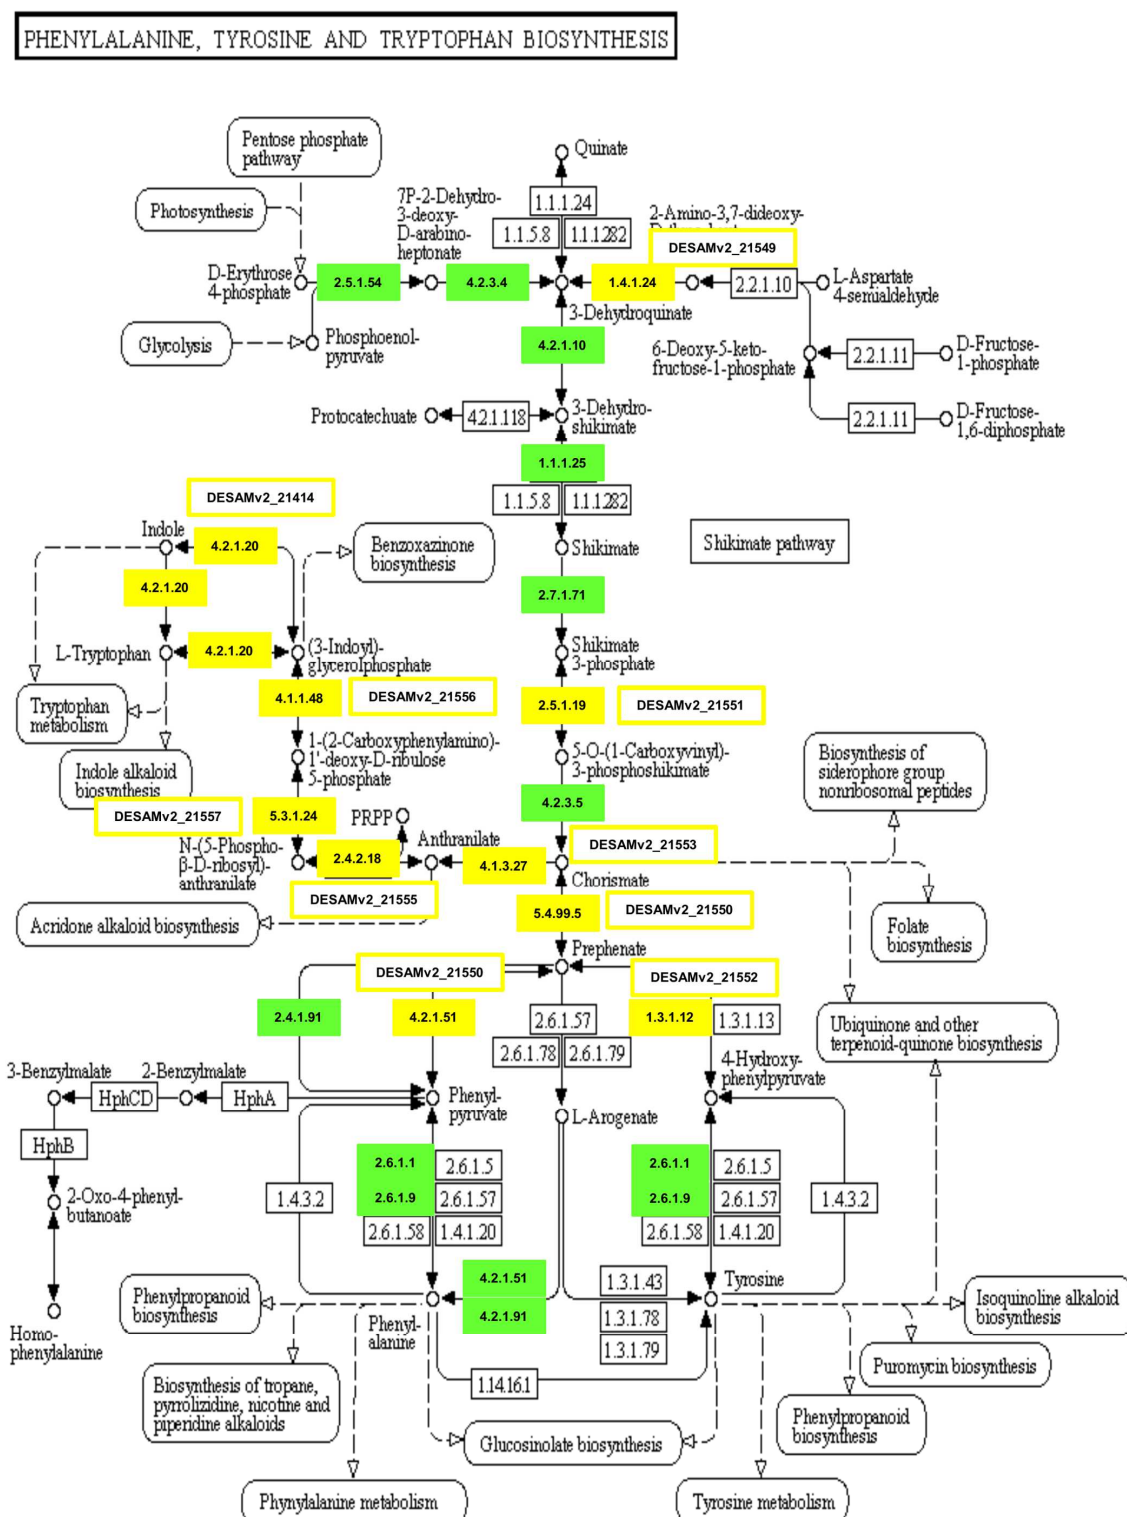 PHENYLALANINE, TYROSINE AND TRYPTOPHAN BIOSYNTHESIS
Pentose phosphate
pathway
Photosynthesis
Quinate
7P-2-Dehydro-
3-deoxy-
D-arabino-
heptonate
1.1.1.24
1.1.5.8
1.1.1.282
2-Amino-3,7-dideoxy-
DESAMv2_21549
D-Erythrose
4-phosphate
2.5.1.54
4.2.3.4
1.4.1.24
2.2.1.10
L-Aspartate
4-semialdehyde
3-Dehydroquinate
Glycolysis
Phosphoenol-
pyruvate
4.2.1.10
6-Deoxy-5-keto-
fructose-1-phosphate
2.2.1.11
D-Fructose-
1-phosphate
Protocatechuate
4.2.1.118
3-Dehydro-
shikimate
2.2.1.11
D-Fructose-
1,6-diphosphate
1.1.1.25
1.1.5.8
1.1.1.282
DESAMv2_21414
Indole
4.2.1.20
Benzoxazinone
biosynthesis
Shikimate
Shikimate pathway
4.2.1.20
2.7.1.71
L-Tryptophan
4.2.1.20
(3-Indoyl)-
glycerolphosphate
Shikimate
3-phosphate
Tryptophan
metabolism
4.1.1.48
DESAMv2_21556
2.5.1.19
DESAMv2_21551
1-(2-Carboxyphenylamino)-
1'-deoxy-D-ribulose
5-phosphate
5-O-(1-Carboxyvinyl)-
3-phosphoshikimate
Indole alkaloid
biosynthesis
Biosynthesis of
siderophore group
nonribosomal peptides
DESAMv2_21557
5.3.1.24
PRPP
4.2.3.5
N-(5-Phospho-
β-D-ribosyl)-
anthranilate
2.4.2.18
Anthranilate
4.1.3.27
DESAMv2_21553
Chorismate
DESAMv2_21555
5.4.99.5
DESAMv2_21550
Acridone alkaloid biosynthesis
Folate
biosynthesis
Prephenate
DESAMv2_21550
DESAMv2_21552
2.4.1.91
4.2.1.51
2.6.1.57
1.3.1.12
1.3.1.13
Ubiquinone and other
terpenoid-quinone biosynthesis
2.6.1.78
2.6.1.79
4-Hydroxy-
phenylpyruvate
3-Benzylmalate
2-Benzylmalate
HphCD
HphA
Phenyl-
pyruvate
L-Arogenate
HphB
2.6.1.1
2.6.1.5
2.6.1.1
2.6.1.5
2-Oxo-4-phenyl-
butanoate
1.4.3.2
2.6.1.9
2.6.1.57
2.6.1.9
2.6.1.57
1.4.3.2
2.6.1.58
1.4.1.20
2.6.1.58
1.4.1.20
4.2.1.51
1.3.1.43
Tyrosine
Phenylpropanoid
biosynthesis
4.2.1.91
1.3.1.78
Isoquinoline alkaloid
biosynthesis
Homo-
phenylalanine
Phenyl-
alanine
1.3.1.79
Puromycin biosynthesis
Biosynthesis of tropane,
pyrrolizidine, nicotine and
piperidine alkaloids
1.14.16.1
Phenylpropanoid
biosynthesis
Glucosinolate biosynthesis
Phynylalanine metabolism
Tyrosine metabolism